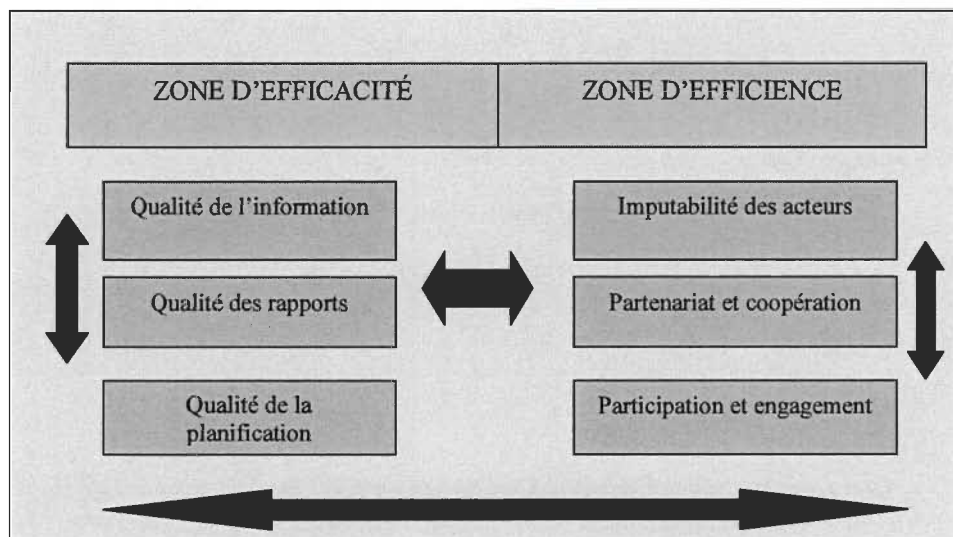 ZONE D'EFFICACITÉ
ZONE D'EFFICIENCE
Qualité de l'information
Qualité des rapports
Qualité de la
planification
Imputabilité des acteurs
Partenariat et coopération
Participation et engagement